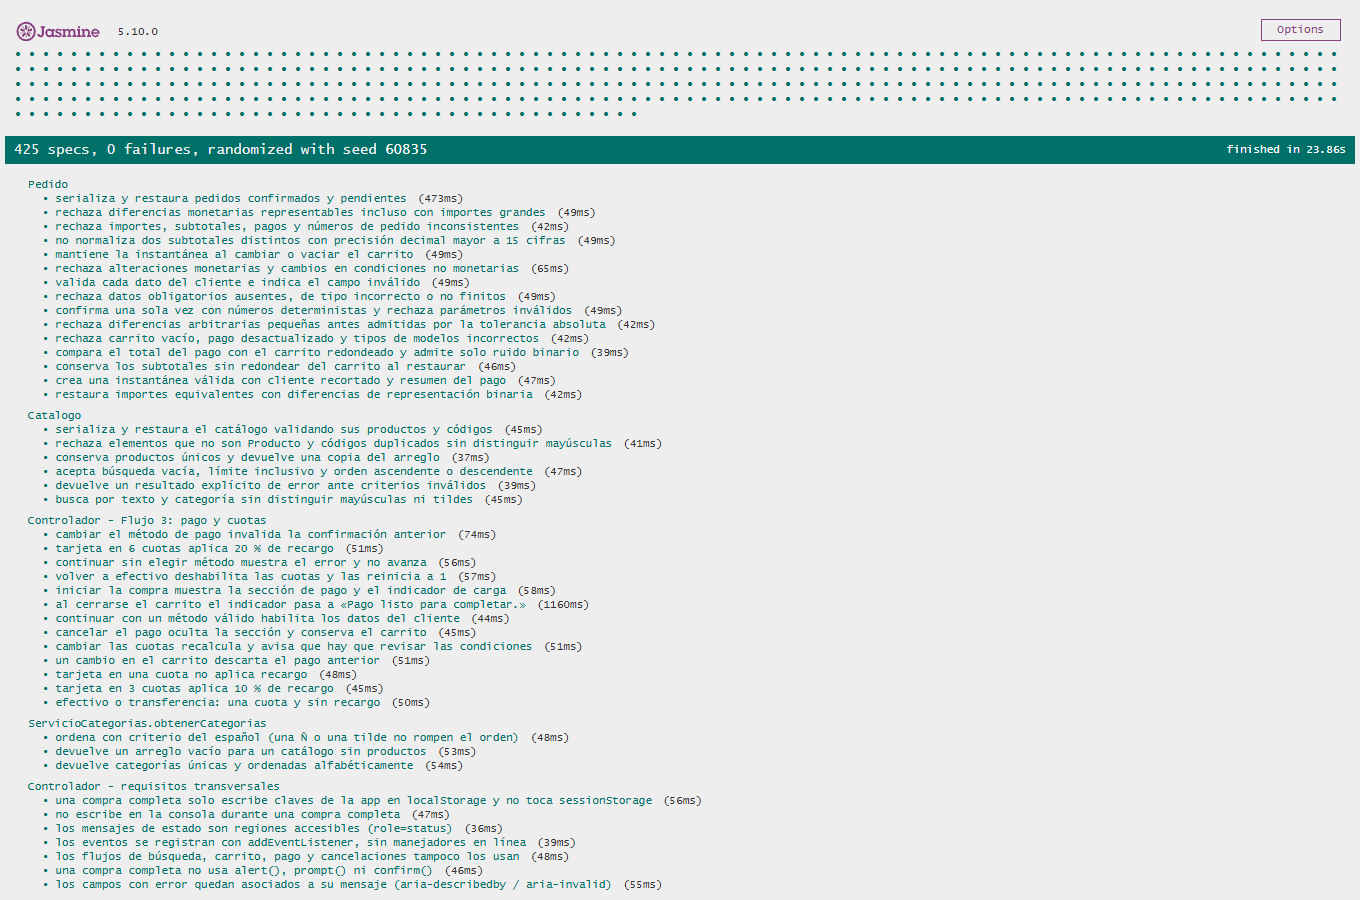 Jasmine 5.10.0 Options
425 specs, 0 failures, randomized with seed 60835 finished in 23.86s
Pedido
• serializa y restaura pedidos confirmados y pendientes (473ms)
• rechaza diferencias monetarias representables incluso con importes grandes (49ms)
• rechaza importes, subtotales, pagos y números de pedido inconsistentes (42ms)
• no normaliza dos subtotales distintos con precisión decimal mayor a 15 cifras (49ms)
• mantiene la instantánea al cambiar o vaciar el carrito (49ms)
• rechaza alteraciones monetarias y cambios en condiciones no monetarias (65ms)
• valida cada dato del cliente e indica el campo inválido (49ms)
• rechaza datos obligatorios ausentes, de tipo incorrecto o no finitos (49ms)
• confirma una sola vez con números deterministas y rechaza parámetros inválidos (49ms)
• rechaza diferencias arbitrarias pequeñas antes admitidas por la tolerancia absoluta (42ms)
• rechaza carrito vacío, pago desactualizado y tipos de modelos incorrectos (42ms)
• compara el total del pago con el carrito redondeado y admite solo ruido binario (39ms)
• conserva los subtotales sin redondear del carrito al restaurar (46ms)
• crea una instantánea válida con cliente recortado y resumen del pago (47ms)
• restaura importes equivalentes con diferencias de representación binaria (42ms)
Catalogo
• serializa y restaura el catálogo validando sus productos y códigos (45ms)
• rechaza elementos que no son Producto y códigos duplicados sin distinguir mayúsculas (41ms)
• conserva productos únicos y devuelve una copia del arreglo (37ms)
• acepta búsqueda vacía, límite inclusivo y orden ascendente o descendente (47ms)
• devuelve un resultado explícito de error ante criterios inválidos (39ms)
• busca por texto y categoría sin distinguir mayúsculas ni tildes (45ms)
Controlador - Flujo 3: pago y cuotas
• cambiar el método de pago invalida la confirmación anterior (74ms)
• tarjeta en 6 cuotas aplica 20 % de recargo (51ms)
• continuar sin elegir método muestra el error y no avanza (56ms)
• volver a efectivo deshabilita las cuotas y las reinicia a 1 (57ms)
• iniciar la compra muestra la sección de pago y el indicador de carga (58ms)
• al cerrarse el carrito el indicador pasa a «Pago listo para completar.» (1160ms)
• continuar con un método válido habilita los datos del cliente (44ms)
• cancelar el pago oculta la sección y conserva el carrito (45ms)
• cambiar las cuotas recalcula y avisa que hay que revisar las condiciones (51ms)
• un cambio en el carrito descarta el pago anterior (51ms)
• tarjeta en una cuota no aplica recargo (48ms)
• tarjeta en 3 cuotas aplica 10 % de recargo (45ms)
• efectivo o transferencia: una cuota y sin recargo (50ms)
ServicioCategorias.obtenerCategorias
• ordena con criterio del español (una Ñ o una tilde no rompen el orden) (48ms)
• devuelve un arreglo vacío para un catálogo sin productos (53ms)
• devuelve categorías únicas y ordenadas alfabéticamente (54ms)
Controlador - requisitos transversales
• una compra completa solo escribe claves de la app en localStorage y no toca sessionStorage (56ms)
• no escribe en la consola durante una compra completa (47ms)
• los mensajes de estado son regiones accesibles (role=status) (36ms)
• los eventos se registran con addEventListener, sin manejadores en línea (39ms)
• los flujos de búsqueda, carrito, pago y cancelaciones tampoco los usan (48ms)
• una compra completa no usa alert(), prompt() ni confirm() (46ms)
• los campos con error quedan asociados a su mensaje (aria-describedby / aria-invalid) (55ms)